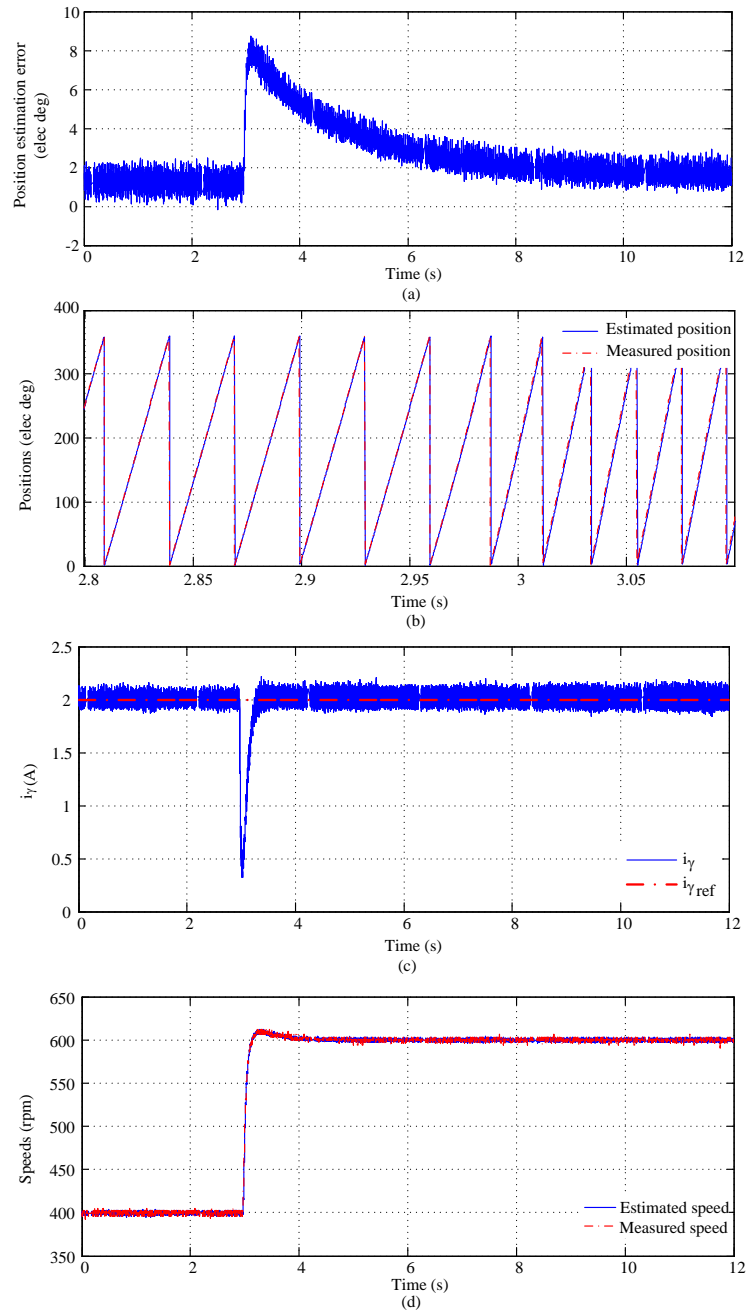 10
8
6
4
2
0
-2
Position estimation error
(elec deg)
0 2 4 6 8 10 12
Time (s)
(a)
400
300
200
100
0
Positions (elec deg)
Estimated position
Measured position
2.8 2.85 2.9 2.95 3 3.05
Time (s)
(b)
2.5
2
1.5
1
0.5
0
iγ (A)
iγ
iγ ref
0 2 4 6 8 10 12
Time (s)
(c)
650
600
550
500
450
400
350
Speeds (rpm)
Estimated speed
Measured speed
0 2 4 6 8 10 12
Time (s)
(d)